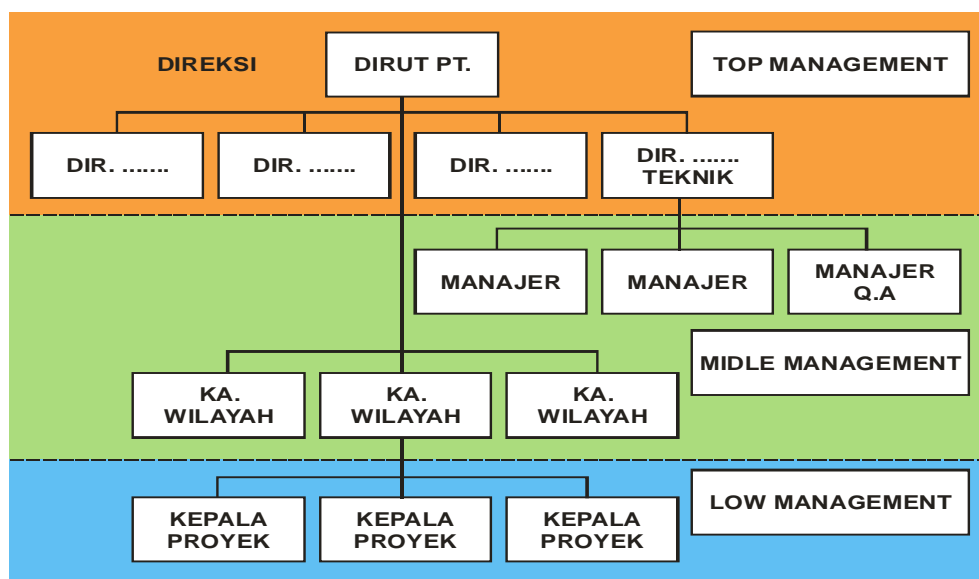 DIREKSI
DIRUT PT.
TOP MANAGEMENT
DIR. .......
DIR. .......
DIR. .......
DIR. .......
TEKNIK
MANAJER
MANAJER
MANAJER
Q.A
MIDLE MANAGEMENT
KA.
WILAYAH
KA.
WILAYAH
KA.
WILAYAH
LOW MANAGEMENT
KEPALA
PROYEK
KEPALA
PROYEK
KEPALA
PROYEK